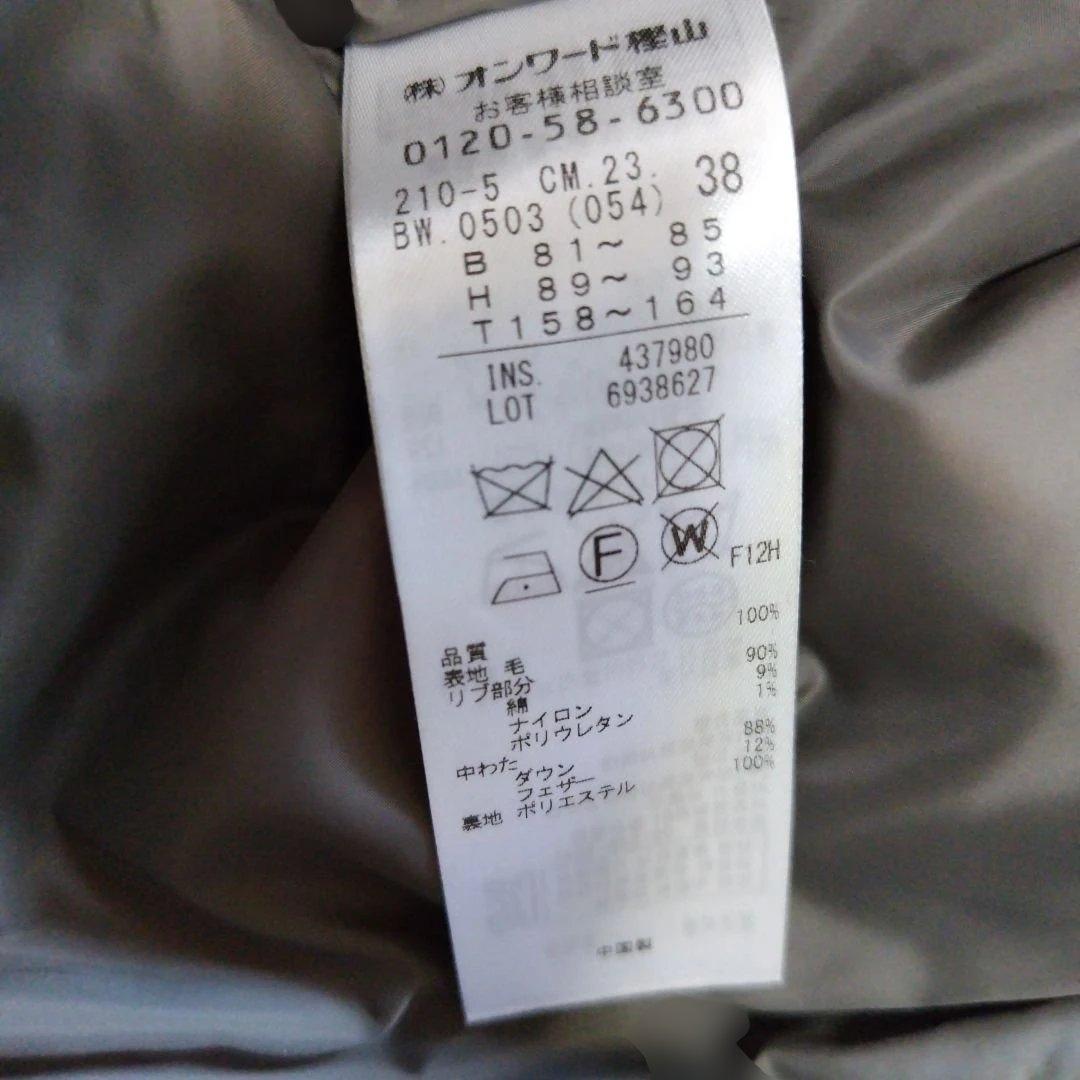 ㈱オンワード樫山
お客様相談室
0120-58-6300
210-5 CM.23. 38
BW.0503 (054)
B 81~ 85
H 89~ 93
T158~164
INS. 437980
LOT 6938627
F
W
F12H
品質
表地 毛 100%
リブ部分
綿 90%
ナイロン 9%
ポリウレタン 1%
中わた
ダウン 88%
フェザー 12%
裏地 ポリエステル 100%
中国製